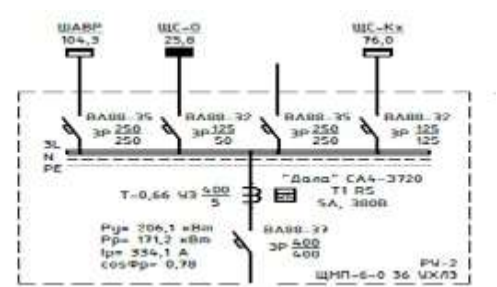 ШАВР ЩС-О ЩС-Кх
104,3 25,8 76,0
ВА88-35 ВА88-32 ВА88-35 ВА88-32
3Р 250/250 3Р 125/50 3Р 250/250 3Р 125/125
3L
N
PE
"Дала" СА4-Э720
Т-0,66 У3 400/5 Т1 RS
5А, 380В
Ру= 206,1 кВт
Рр= 171,2 кВт
Iр= 334,1 А
cosФр= 0,78
ВА88-37
3Р 400/400
РУ-2
ЩМП-6-0 36 УХЛ3